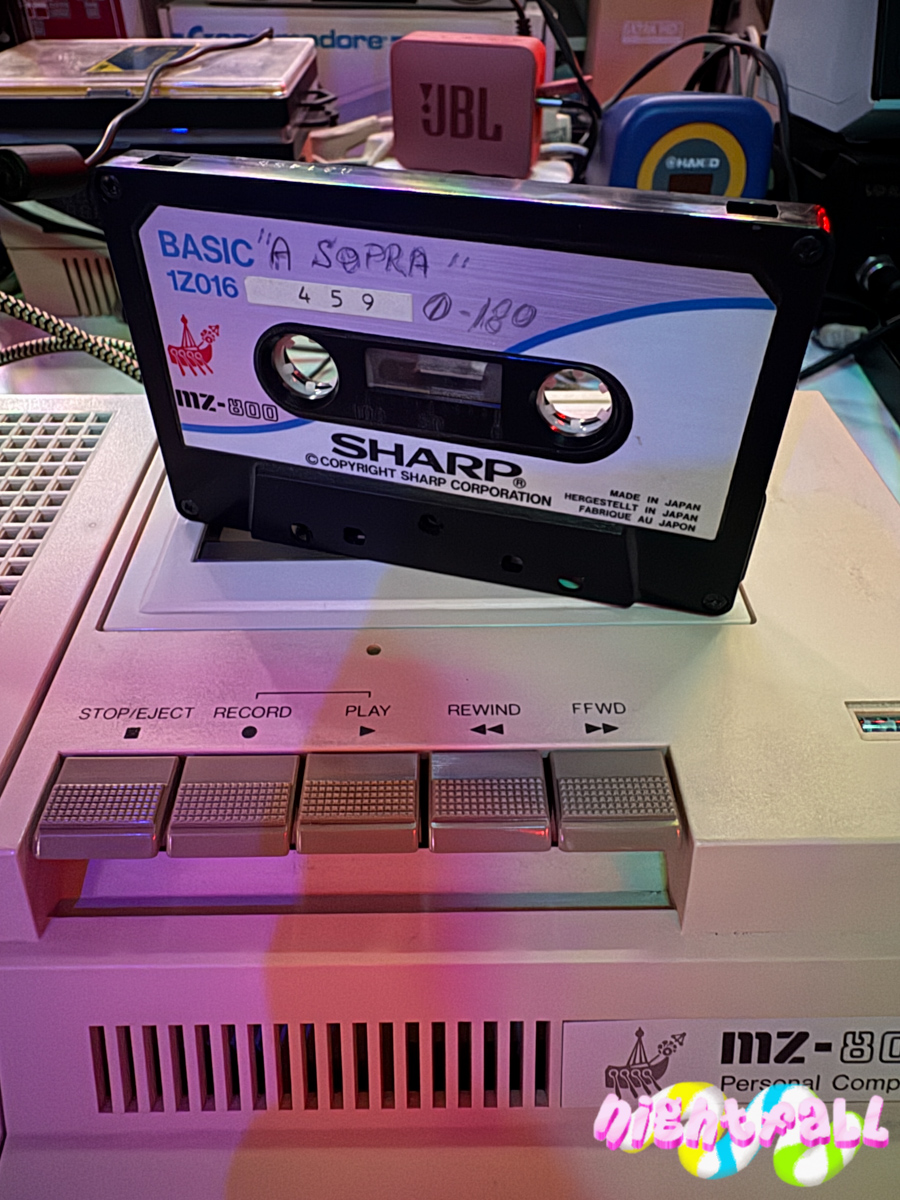 Commodore
JBL
HAKKO
BASIC "A SOPRA"
1Z016
459
0-180
mz-800
SHARP®
©COPYRIGHT SHARP CORPORATION
MADE IN JAPAN
HERGESTELLT IN JAPAN
FABRIQUE AU JAPON
STOP/EJECT RECORD PLAY REWIND FFWD
mz-80
Personal Comp
nightfall